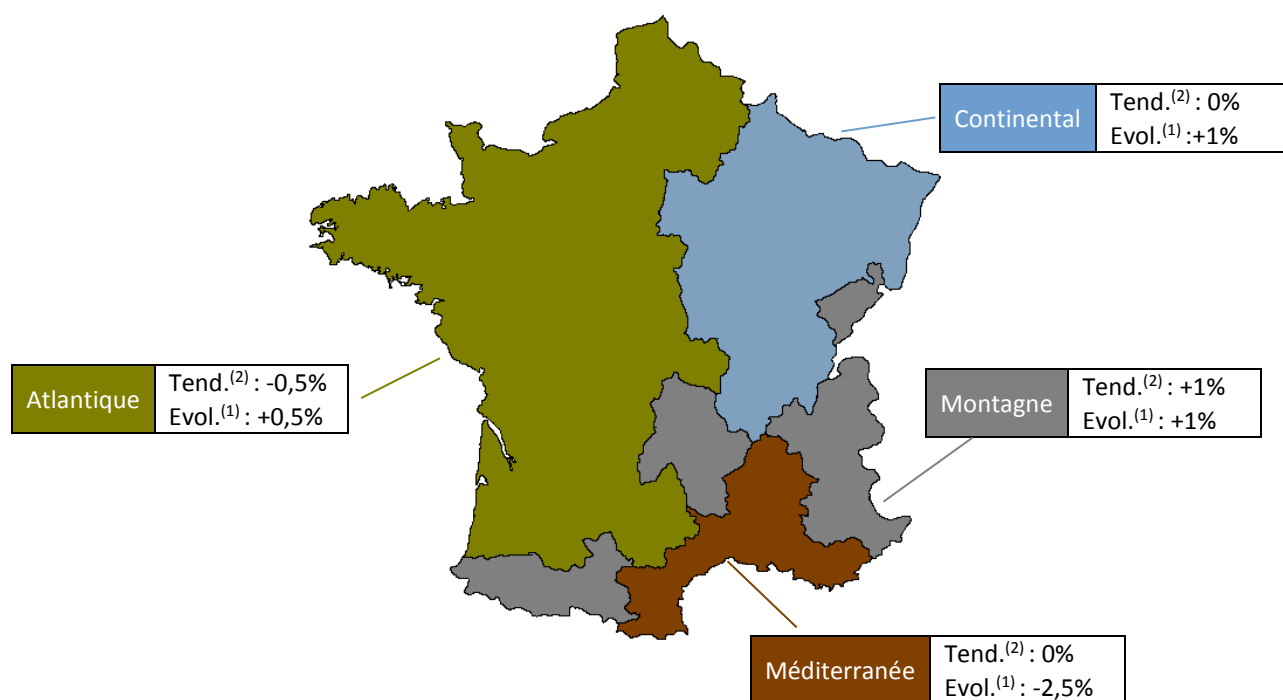 Continental
Tend.(2) : 0%
Evol.(1) :+1%
Atlantique
Tend.(2) : -0,5%
Evol.(1) : +0,5%
Montagne
Tend.(2) : +1%
Evol.(1) : +1%
Méditerranée
Tend.(2) : 0%
Evol.(1) : -2,5%